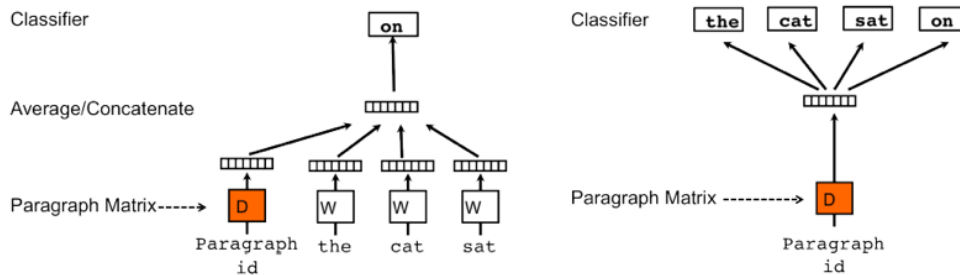 Classifier
on
Average/Concatenate
Paragraph Matrix
D
W
W
W
Paragraph
id
the
cat
sat
Classifier
the
cat
sat
on
Paragraph Matrix
D
Paragraph
id